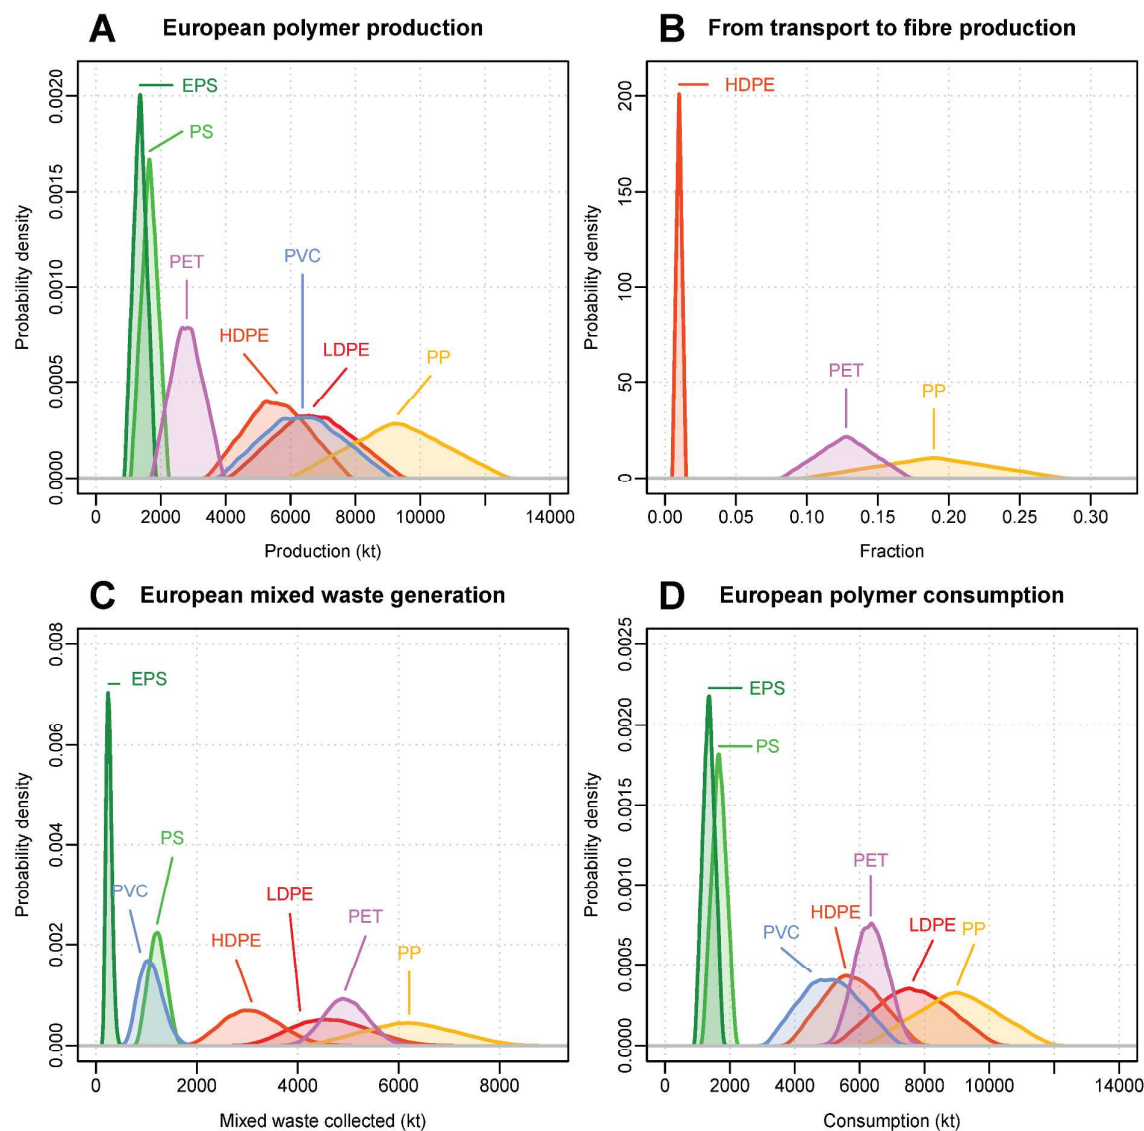 A European polymer production
Probability density
0.0000
0.0005
0.0010
0.0015
0.0020
EPS
PS
PET
PVC
HDPE
LDPE
PP
0 2000 4000 6000 8000 10000 14000
Production (kt)
B From transport to fibre production
Probability density
0
50
100
150
200
HDPE
PET
PP
0.00 0.05 0.10 0.15 0.20 0.25 0.30
Fraction
C European mixed waste generation
Probability density
0.000
0.002
0.004
0.006
0.008
EPS
PS
PVC
LDPE
PET
HDPE
PP
0 2000 4000 6000 8000
Mixed waste collected (kt)
D European polymer consumption
Probability density
0.0000
0.0005
0.0010
0.0015
0.0020
0.0025
EPS
PS
PET
HDPE
LDPE
PVC
PP
0 2000 4000 6000 8000 10000 14000
Consumption (kt)